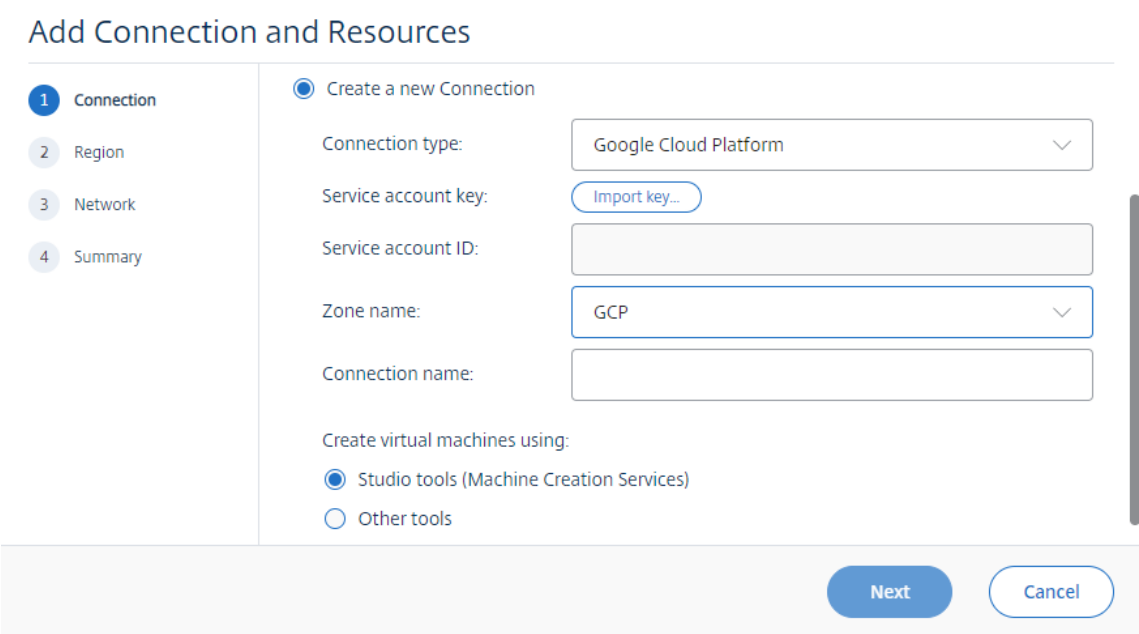 Add Connection and Resources
1 Connection
2 Region
3 Network
4 Summary
Create a new Connection
Connection type: Google Cloud Platform
Service account key: Import key...
Service account ID:
Zone name: GCP
Connection name:
Create virtual machines using:
Studio tools (Machine Creation Services)
Other tools
Next Cancel